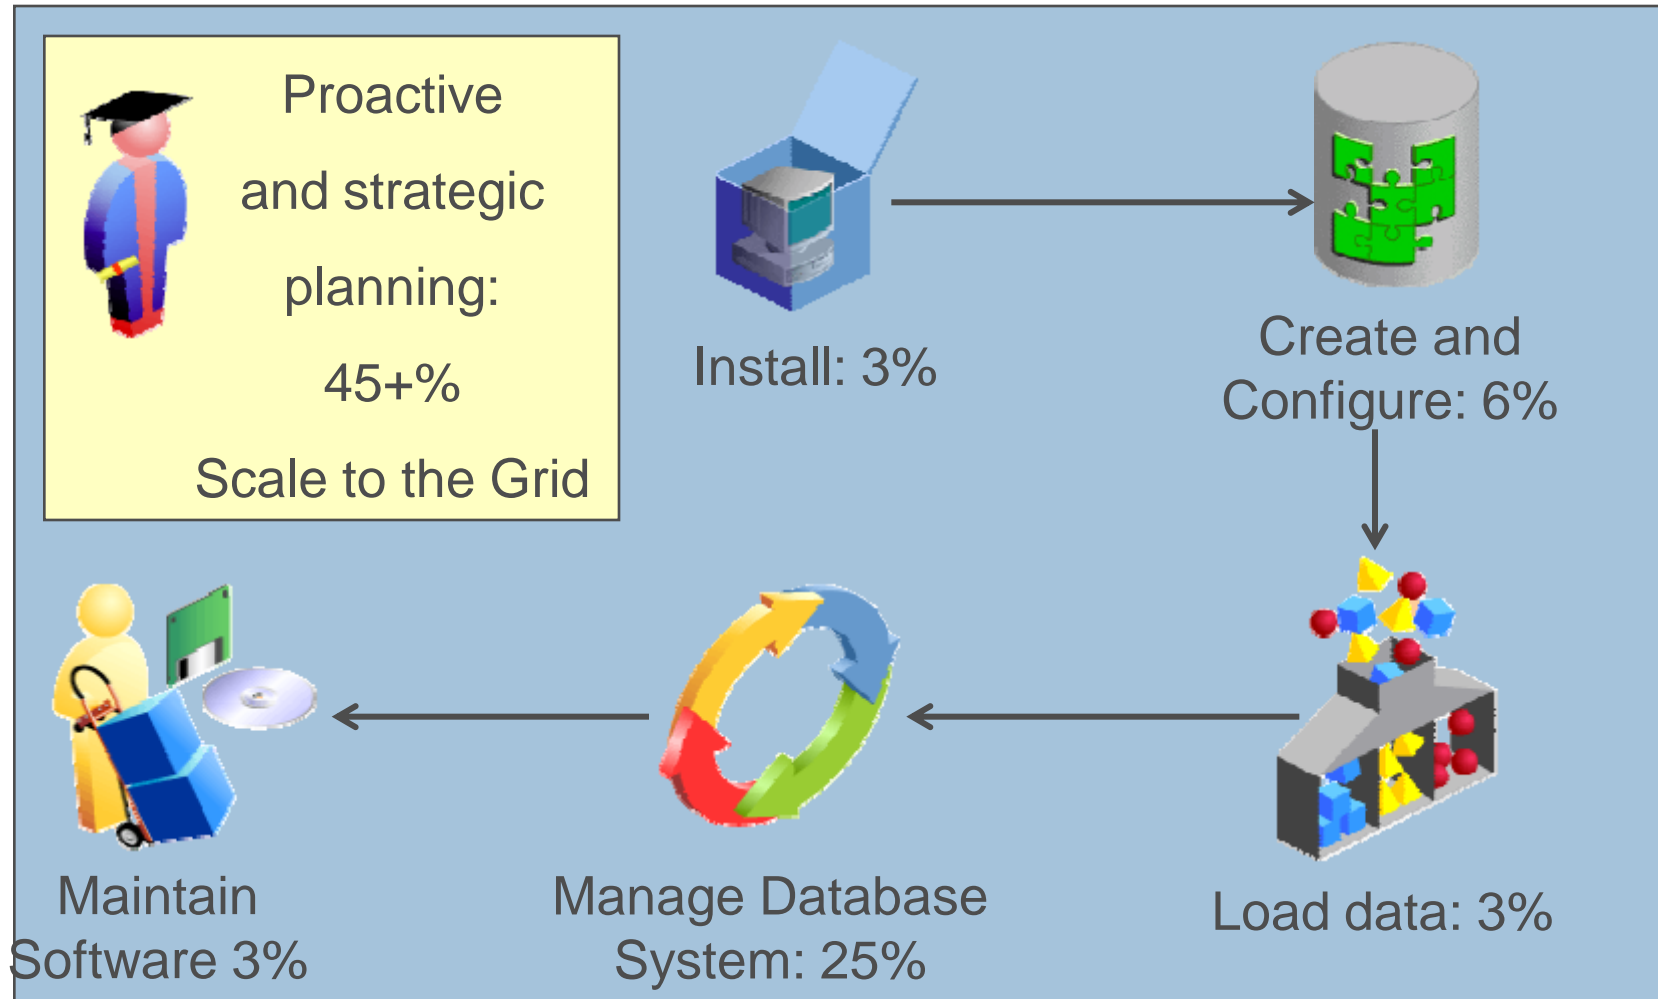 Proactive
and strategic
planning:
45+%
Scale to the Grid
Install: 3%
Create and
Configure: 6%
Maintain
Software 3%
Manage Database
System: 25%
Load data: 3%